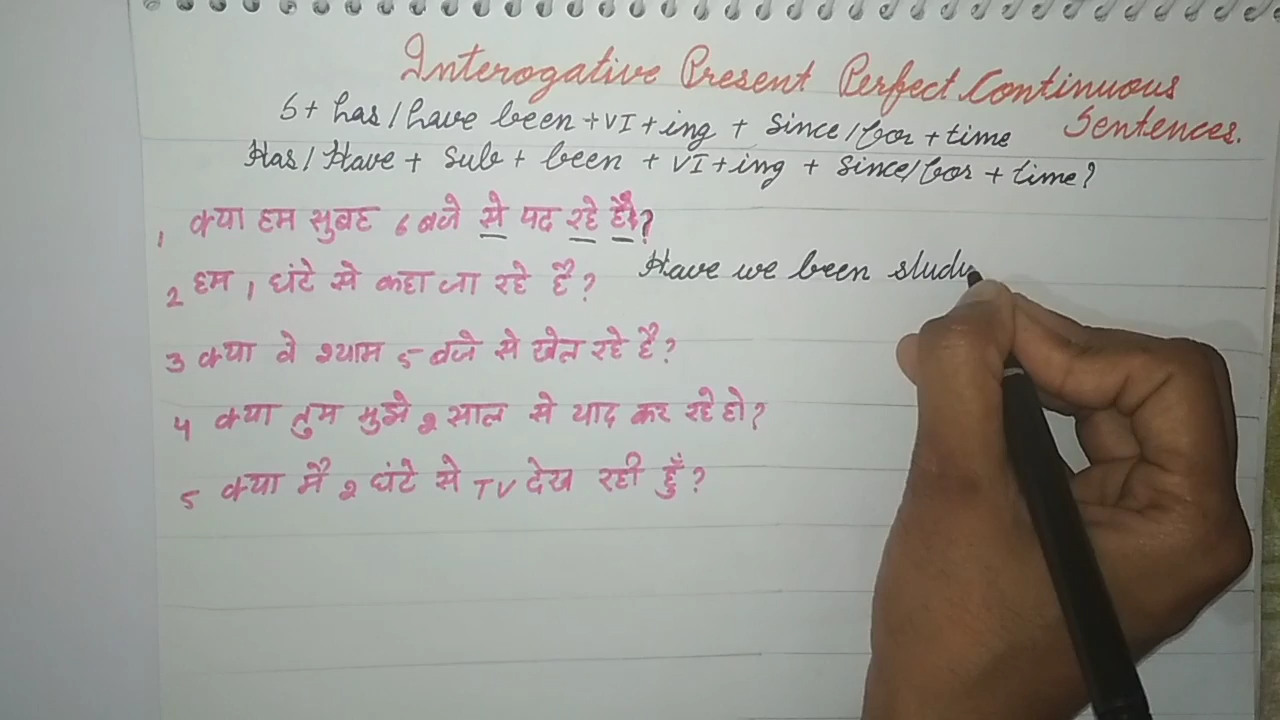 Interogative Present Perfect Continuous
Sentences.
S+ has/have been +VI+ing + Since/for + time
Has/Have + Sub + been + VI+ing + Since/for + time?
1 क्या हम सुबह 6 बजे से पढ रहे हैं?
Have we been study
2 हम 1 घंटे से कहा जा रहे है?
3 क्या वे श्याम 5 बजे से खेल रहे है?
4 क्या तुम मुझे 2 साल से याद कर रहे हो?
5 क्या मै 2 घंटे से TV देख रही हुँ?